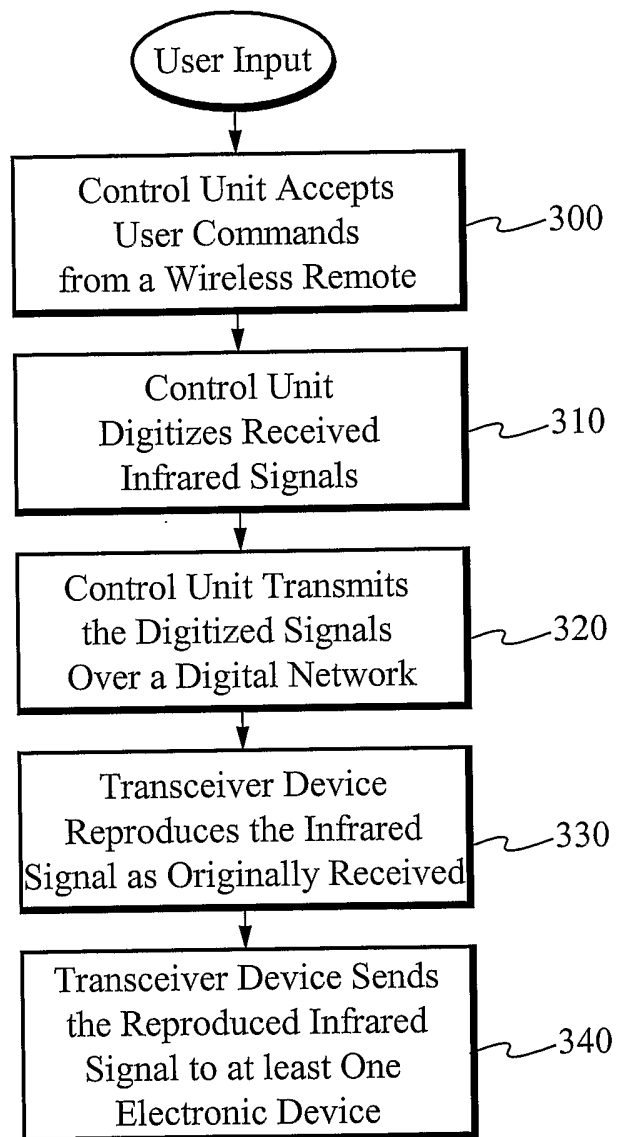 User Input
Control Unit Accepts
User Commands
from a Wireless Remote
300
Control Unit
Digitizes Received
Infrared Signals
310
Control Unit Transmits
the Digitized Signals
Over a Digital Network
320
Transceiver Device
Reproduces the Infrared
Signal as Originally Received
330
Transceiver Device Sends
the Reproduced Infrared
Signal to at least One
Electronic Device
340